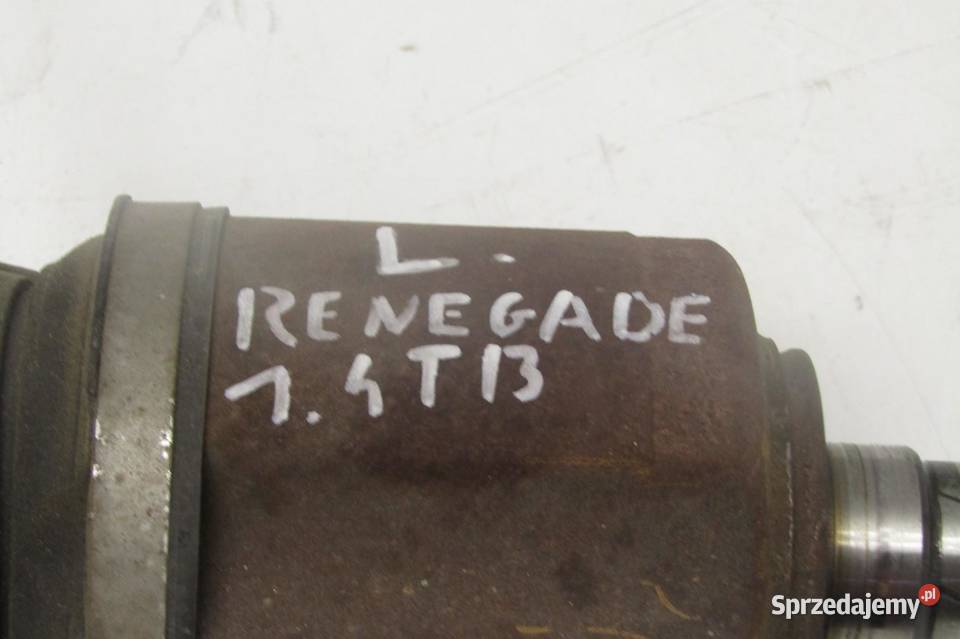 L.
RENEGADE
1.4TB
Sprzedajemy.pl